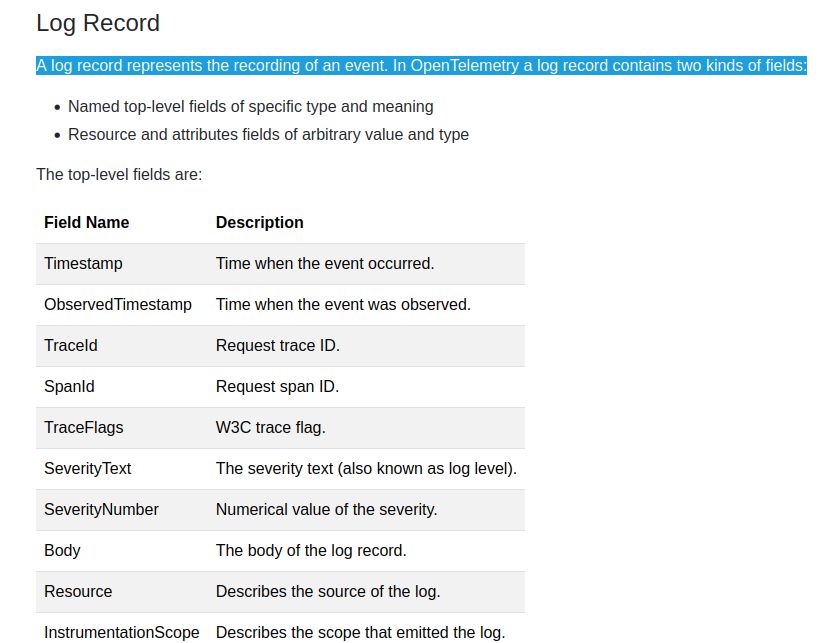 Log Record
A log record represents the recording of an event. In OpenTelemetry a log record contains two kinds of fields:
• Named top-level fields of specific type and meaning
• Resource and attributes fields of arbitrary value and type
The top-level fields are:
Field Name Description
Timestamp Time when the event occurred.
ObservedTimestamp Time when the event was observed.
TraceId Request trace ID.
SpanId Request span ID.
TraceFlags W3C trace flag.
SeverityText The severity text (also known as log level).
SeverityNumber Numerical value of the severity.
Body The body of the log record.
Resource Describes the source of the log.
InstrumentationScope Describes the scope that emitted the log.